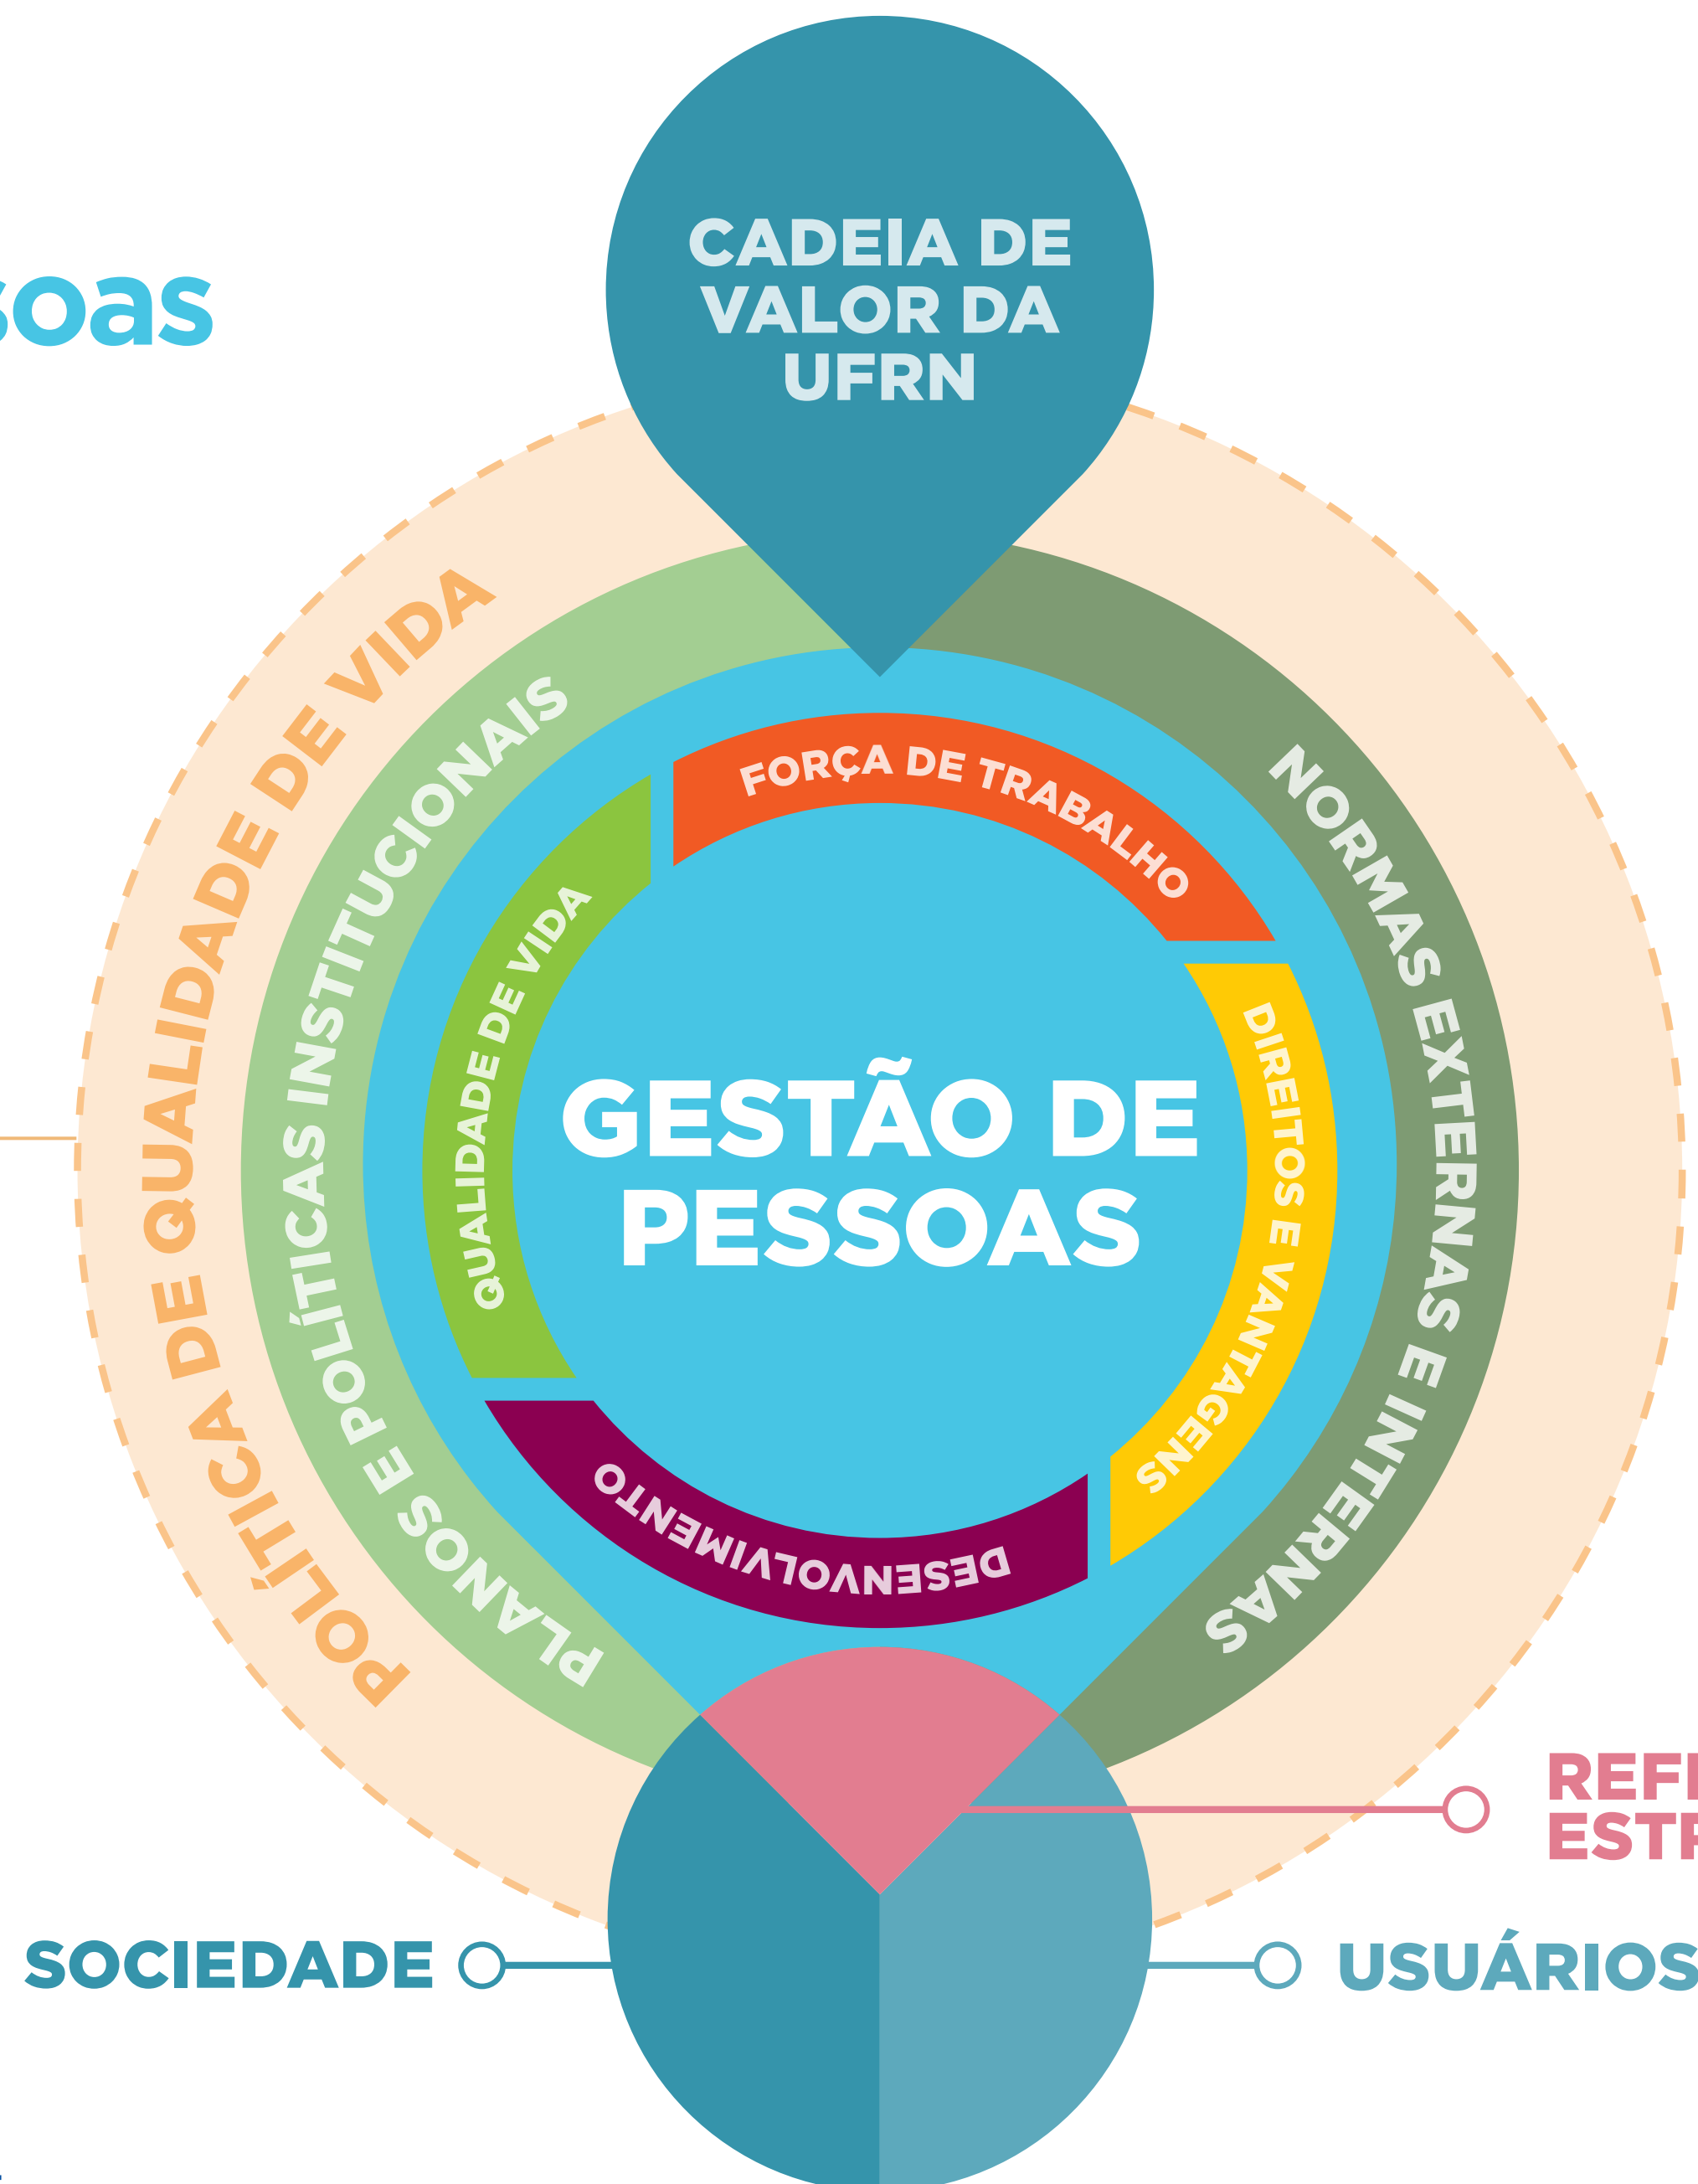 CADEIA DE
VALOR DA
UFRN
oas
POLÍTICA DE QUALIDADE DE VIDA
PLANOS E POLÍTICAS INSTITUCIONAIS
NORMAS EXTERNAS E INTERNAS
FORÇA DE TRABALHO
DIREITOS E VANTAGENS
DESENVOLVIMENTO
QUALIDADE DE VIDA
GESTÃO DE
PESSOAS
SOCIEDADE
USUÁRIOS